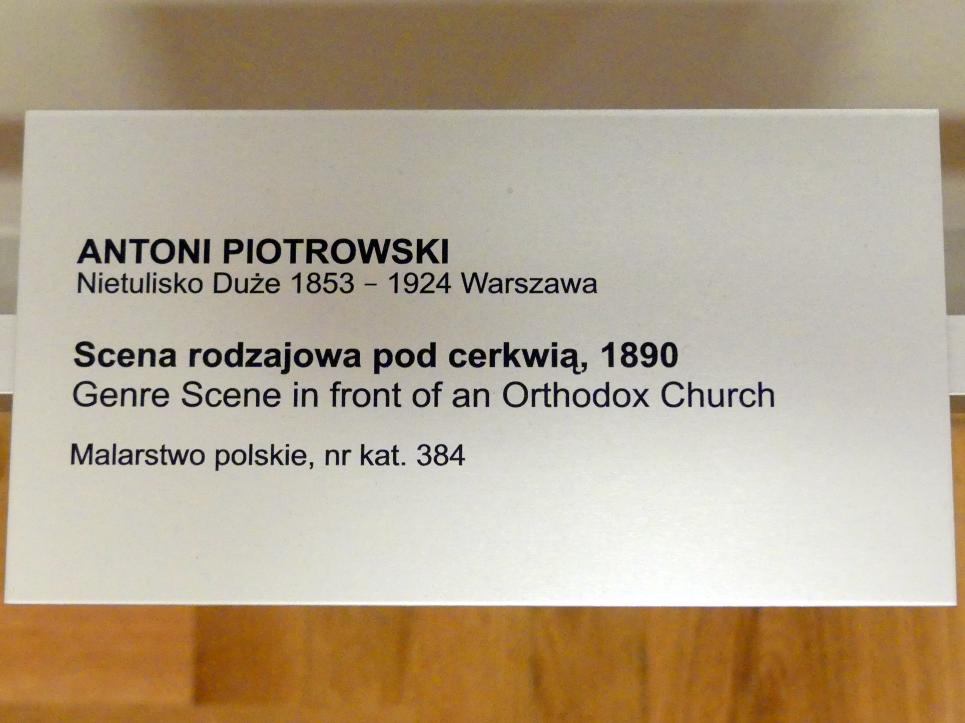 ANTONI PIOTROWSKI
Nietulisko Duże 1853 – 1924 Warszawa
Scena rodzajowa pod cerkwią, 1890
Genre Scene in front of an Orthodox Church
Malarstwo polskie, nr kat. 384